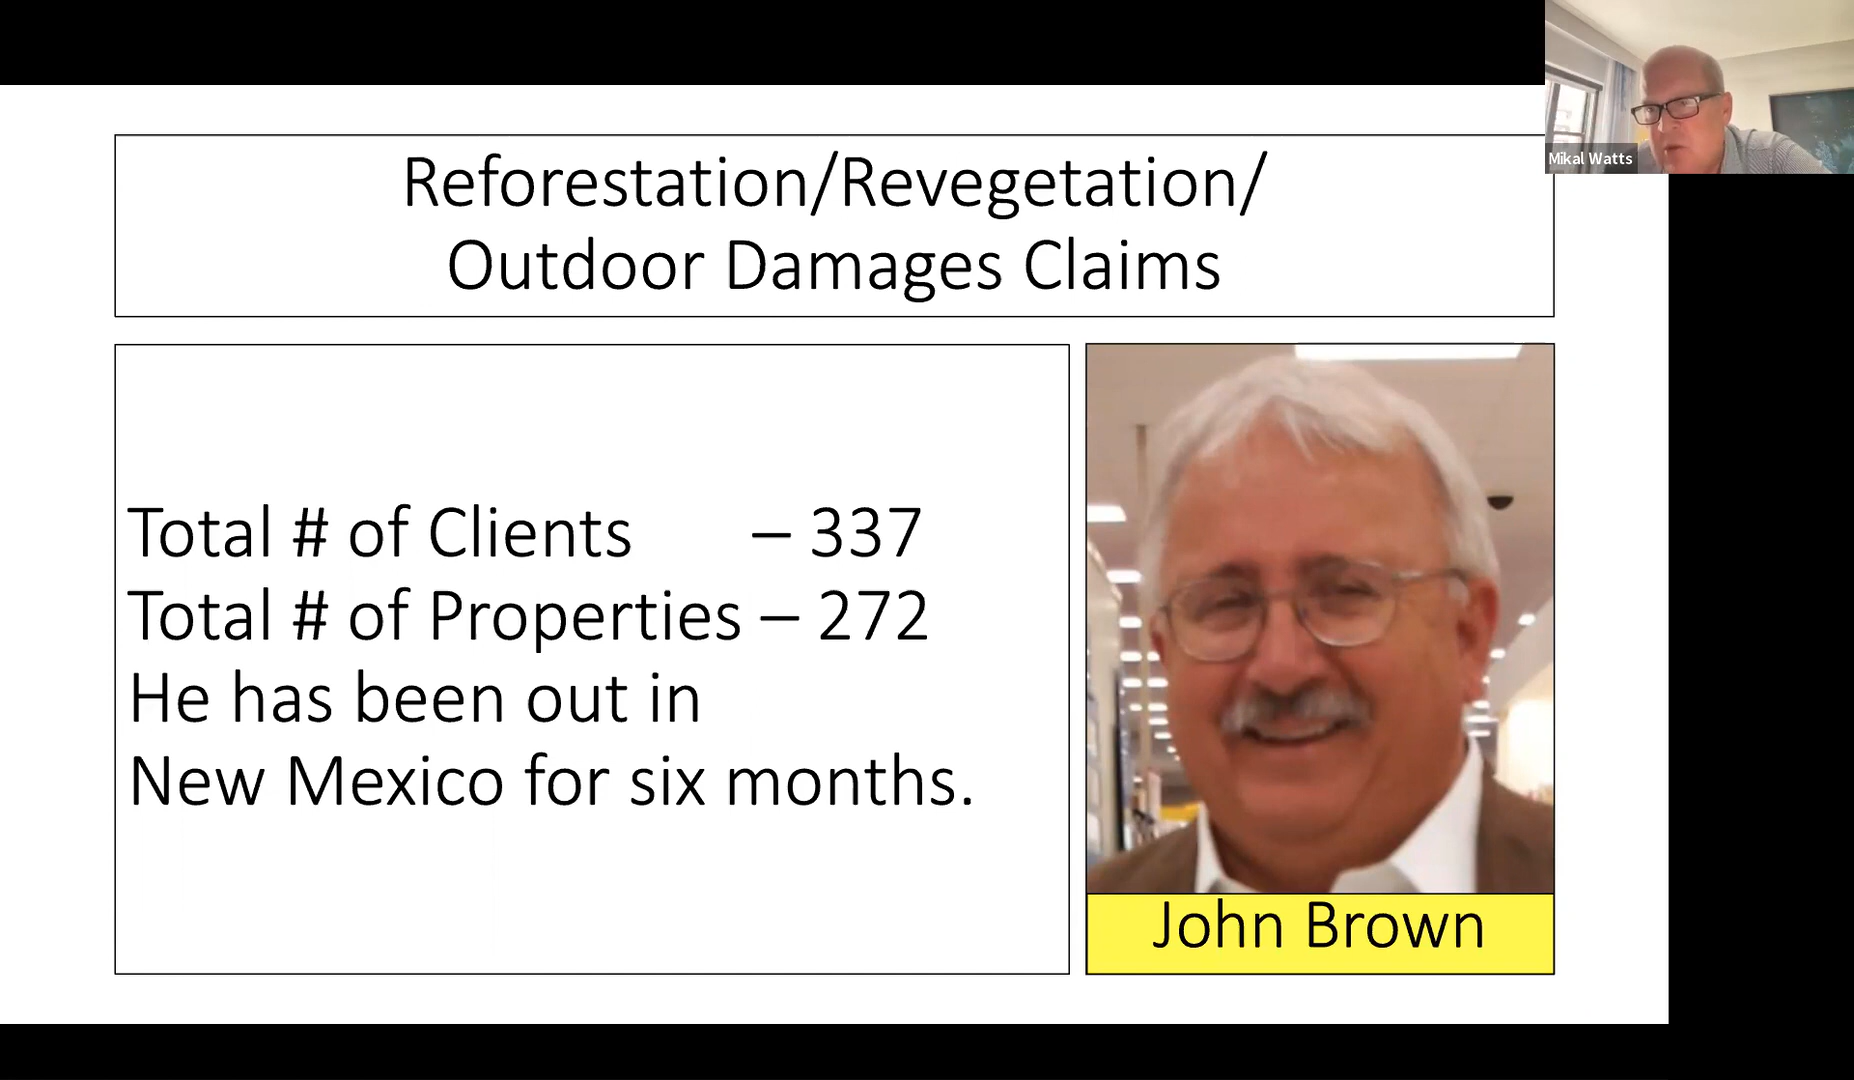 Reforestation/Revegetation/
Outdoor Damages Claims
Mikal Watts
Total # of Clients – 337
Total # of Properties – 272
He has been out in
New Mexico for six months.
John Brown